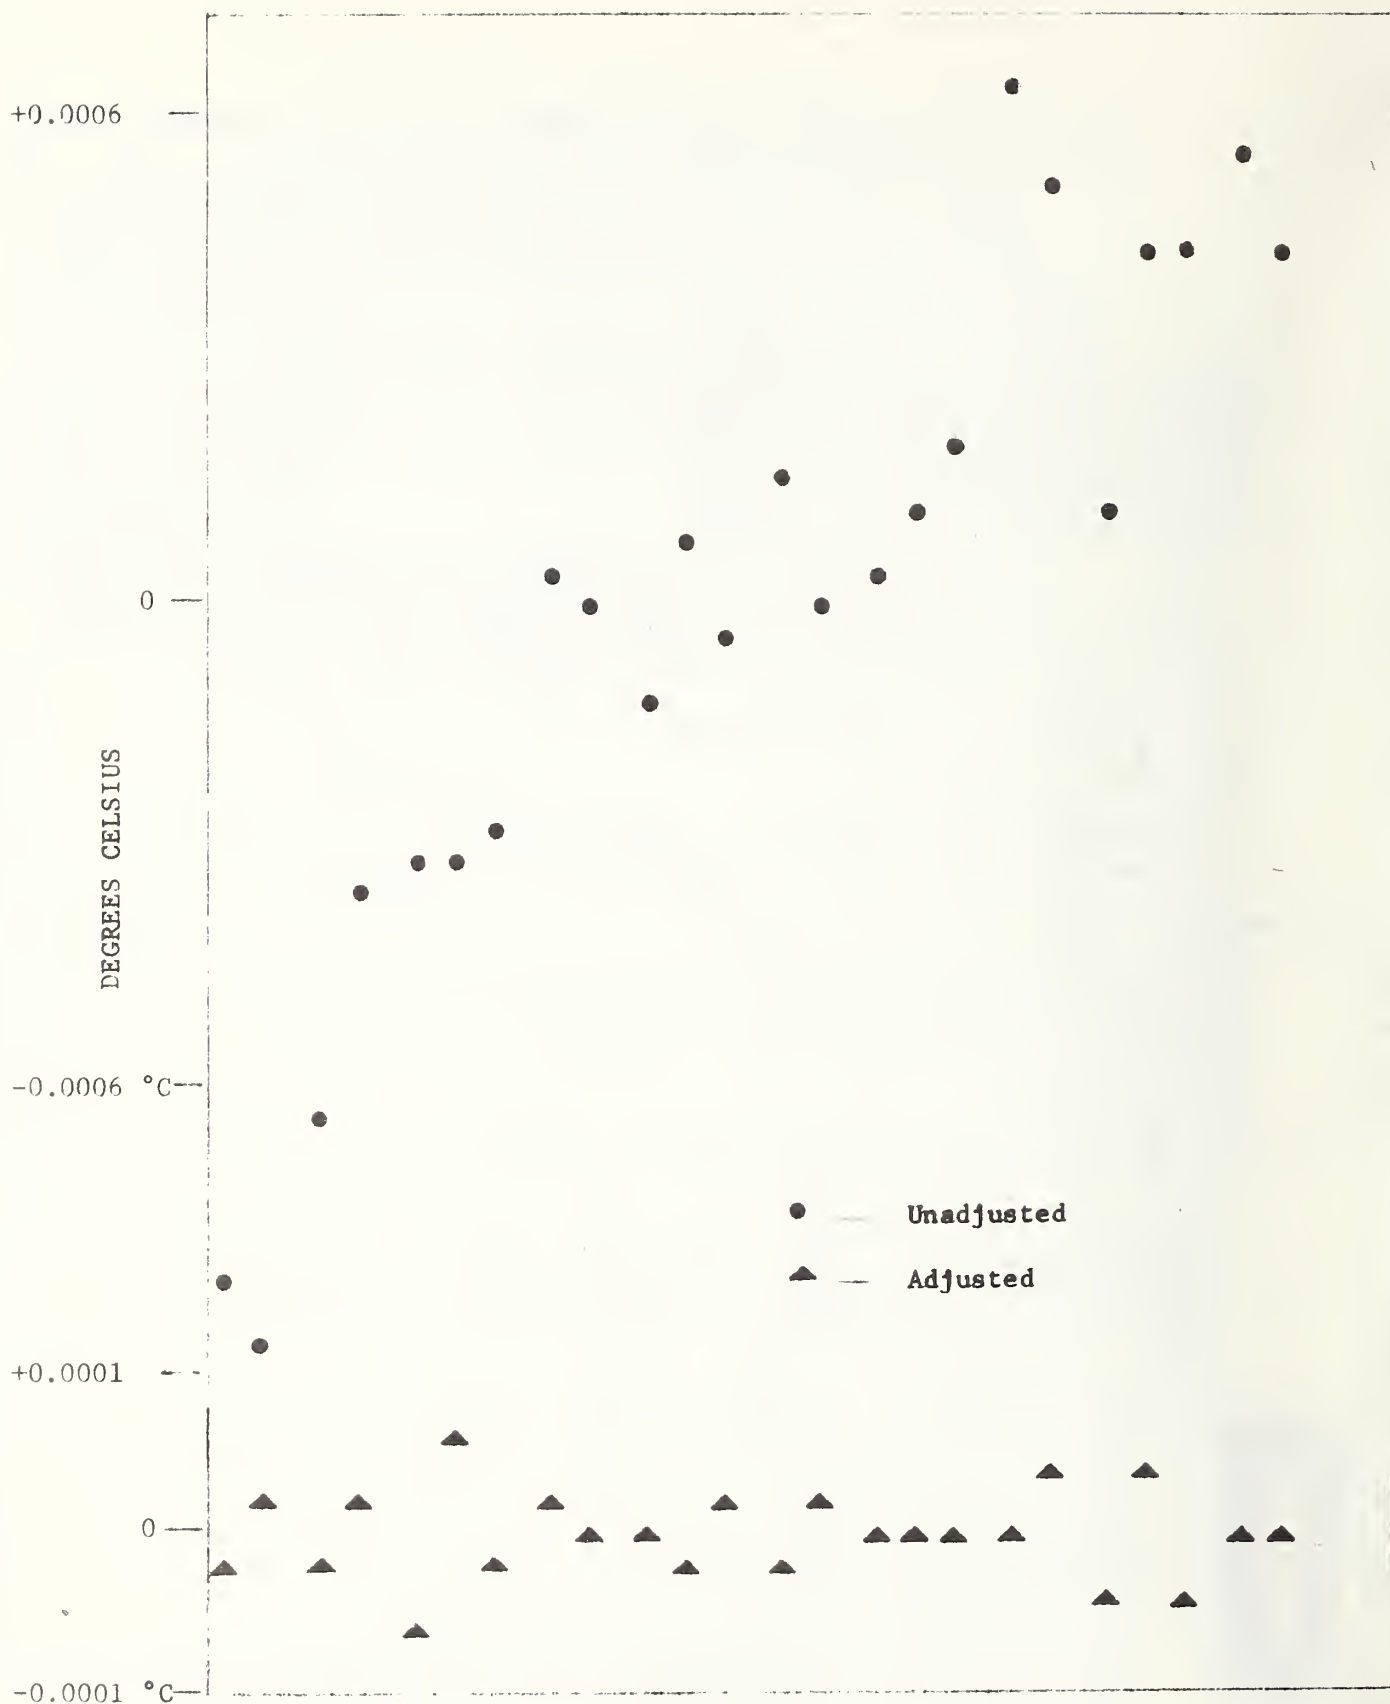 +0.0006
0
DEGREES CELSIUS
-0.0006 °C
Unadjusted
Adjusted
+0.0001
0
-0.0001 °C